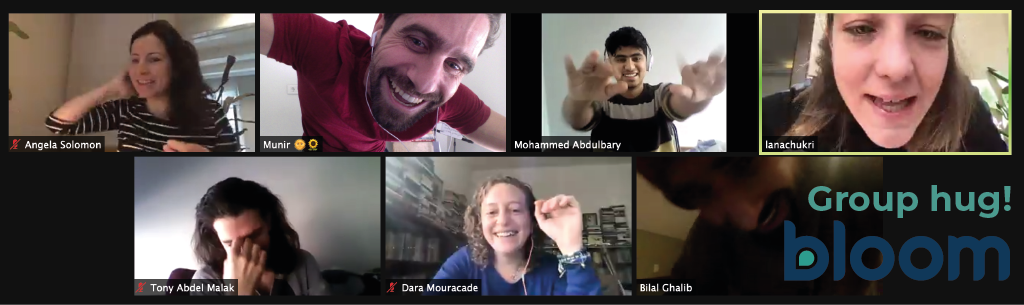 Angela Solomon
Munir 🌞🌻
Mohammed Abdulbary
lanachukri
Tony Abdel Malak
Dara Mouracade
Bilal Ghalib
Group hug!
bloom